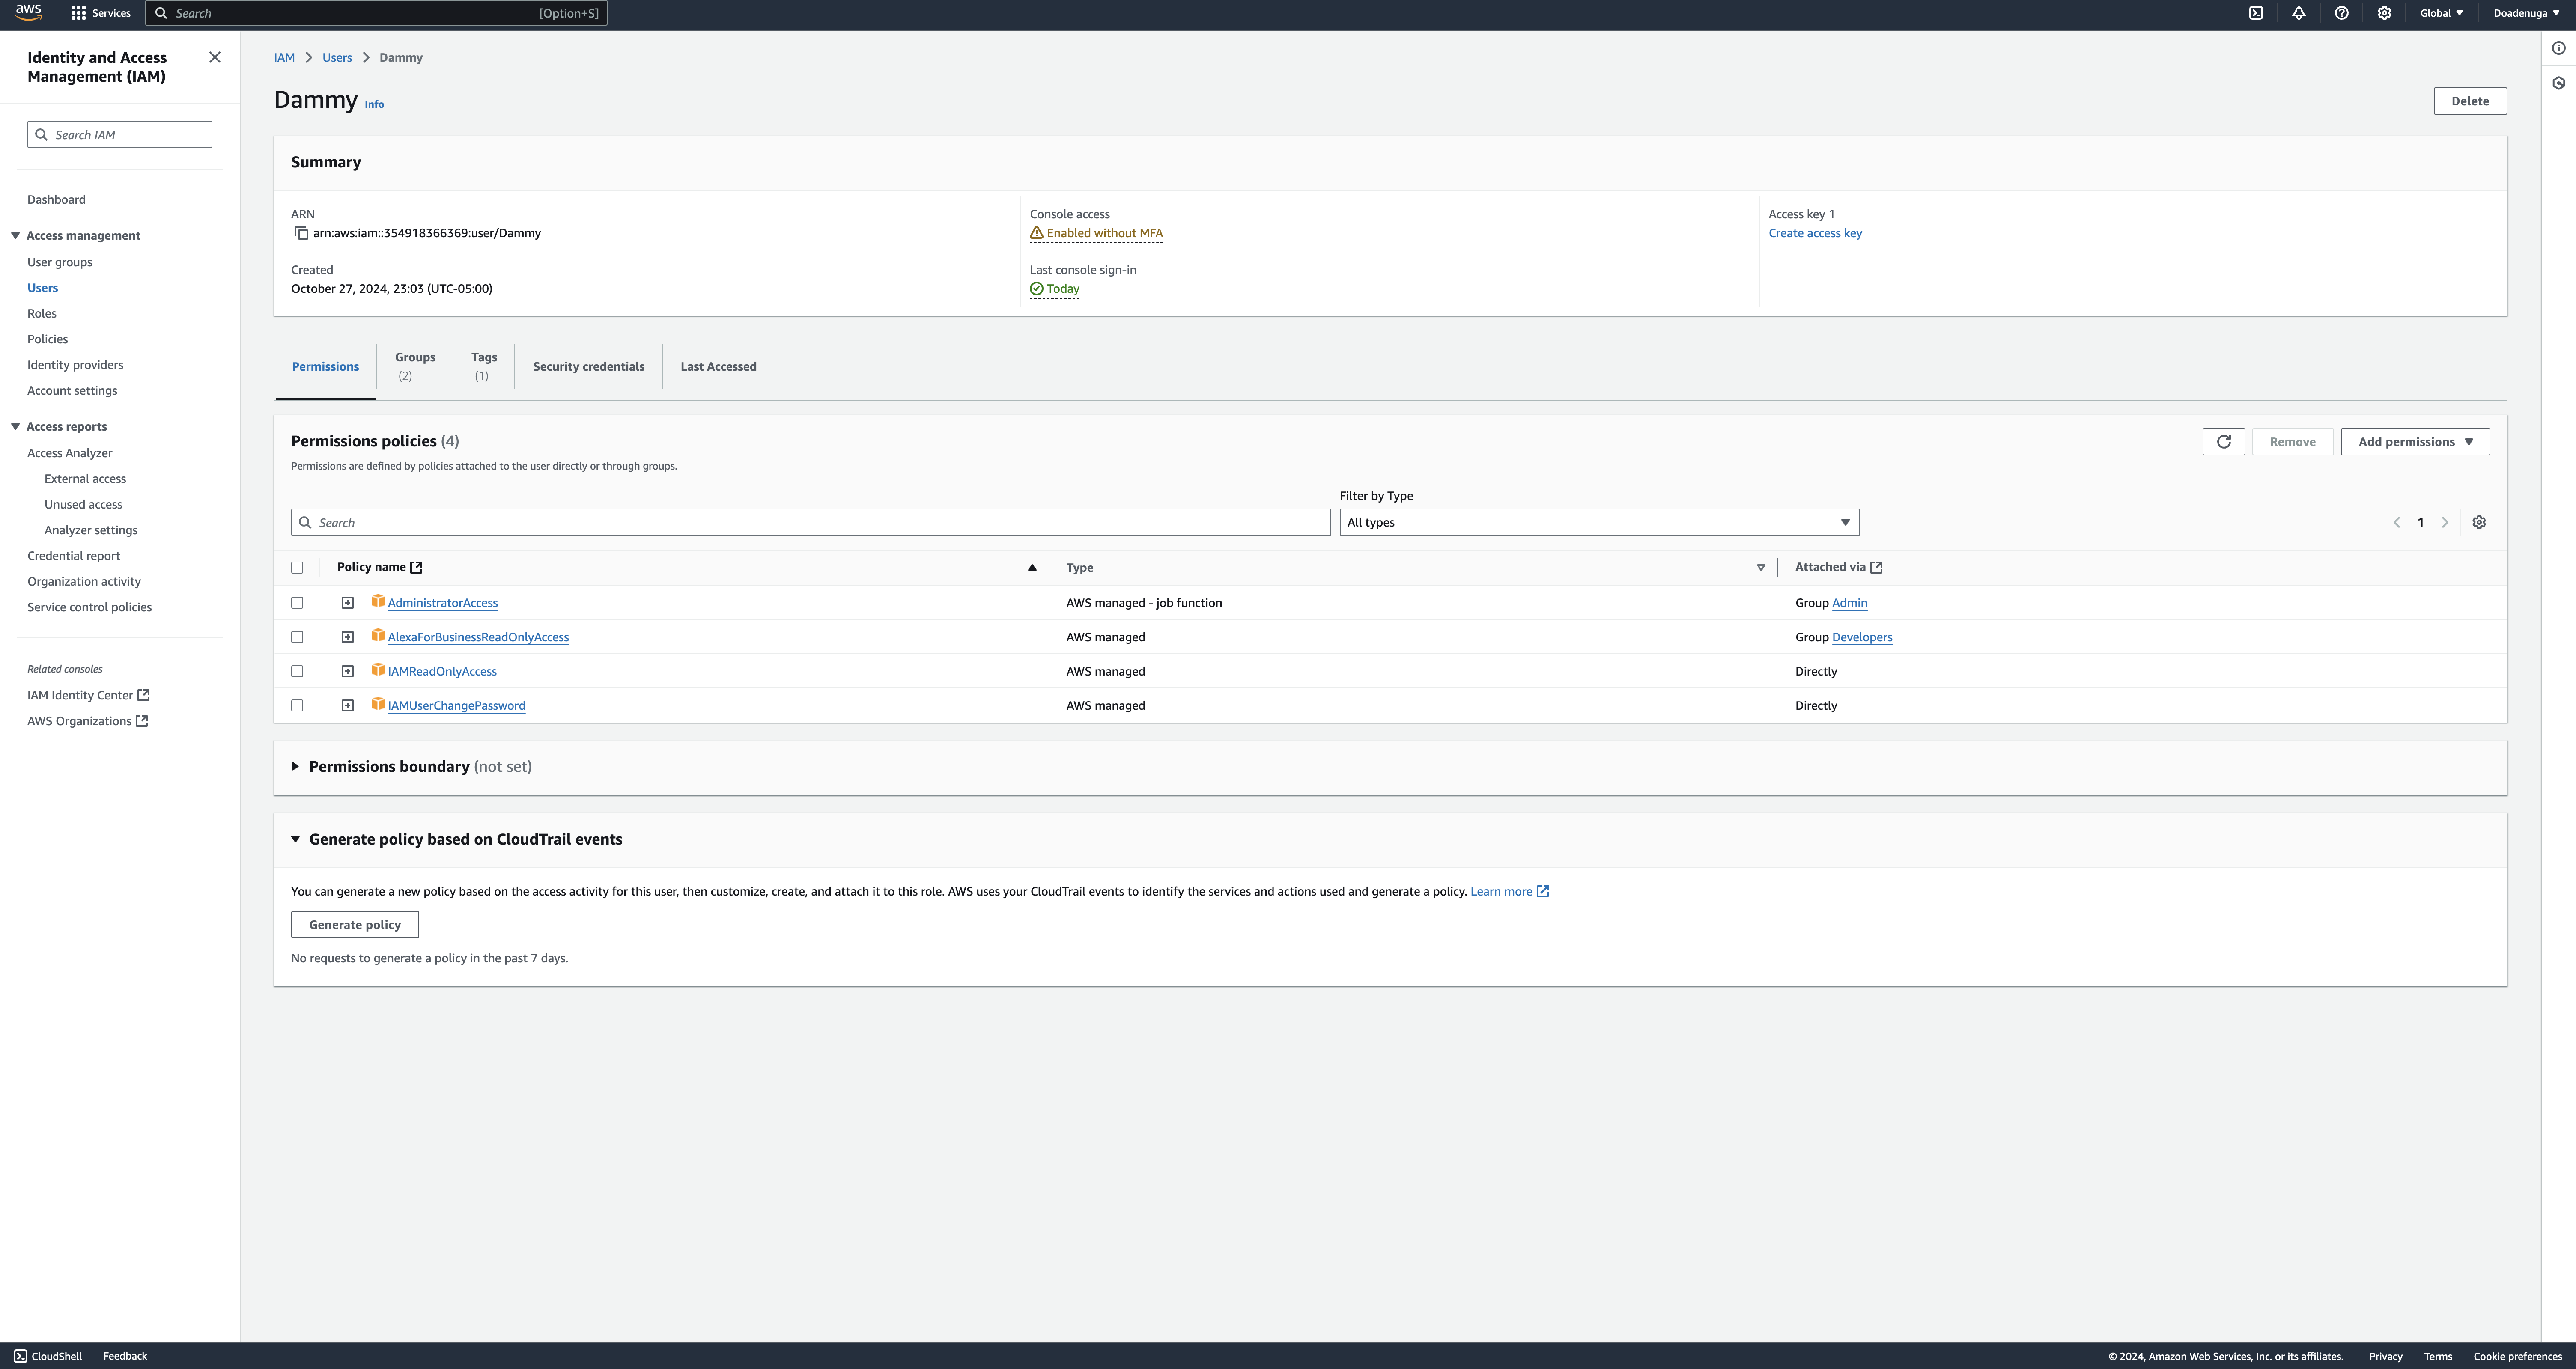 aws
Services
Search
[Option+S]
Global
Doadenuga
Identity and Access
Management (IAM)
Search IAM
Dashboard
Access management
User groups
Users
Roles
Policies
Identity providers
Account settings
Access reports
Access Analyzer
External access
Unused access
Analyzer settings
Credential report
Organization activity
Service control policies
Related consoles
IAM Identity Center
AWS Organizations
IAM > Users > Dammy
Dammy Info
Delete
Summary
ARN
arn:aws:iam::354918366369:user/Dammy
Created
October 27, 2024, 23:03 (UTC-05:00)
Console access
Enabled without MFA
Last console sign-in
Today
Access key 1
Create access key
Permissions
Groups
(2)
Tags
(1)
Security credentials
Last Accessed
Permissions policies (4)
Permissions are defined by policies attached to the user directly or through groups.
Remove
Add permissions
Filter by Type
Search
All types
1
Policy name
Type
Attached via
AdministratorAccess
AWS managed - job function
Group Admin
AlexaForBusinessReadOnlyAccess
AWS managed
Group Developers
IAMReadOnlyAccess
AWS managed
Directly
IAMUserChangePassword
AWS managed
Directly
Permissions boundary (not set)
Generate policy based on CloudTrail events
You can generate a new policy based on the access activity for this user, then customize, create, and attach it to this role. AWS uses your CloudTrail events to identify the services and actions used and generate a policy. Learn more
Generate policy
No requests to generate a policy in the past 7 days.
CloudShell
Feedback
© 2024, Amazon Web Services, Inc. or its affiliates.
Privacy
Terms
Cookie preferences